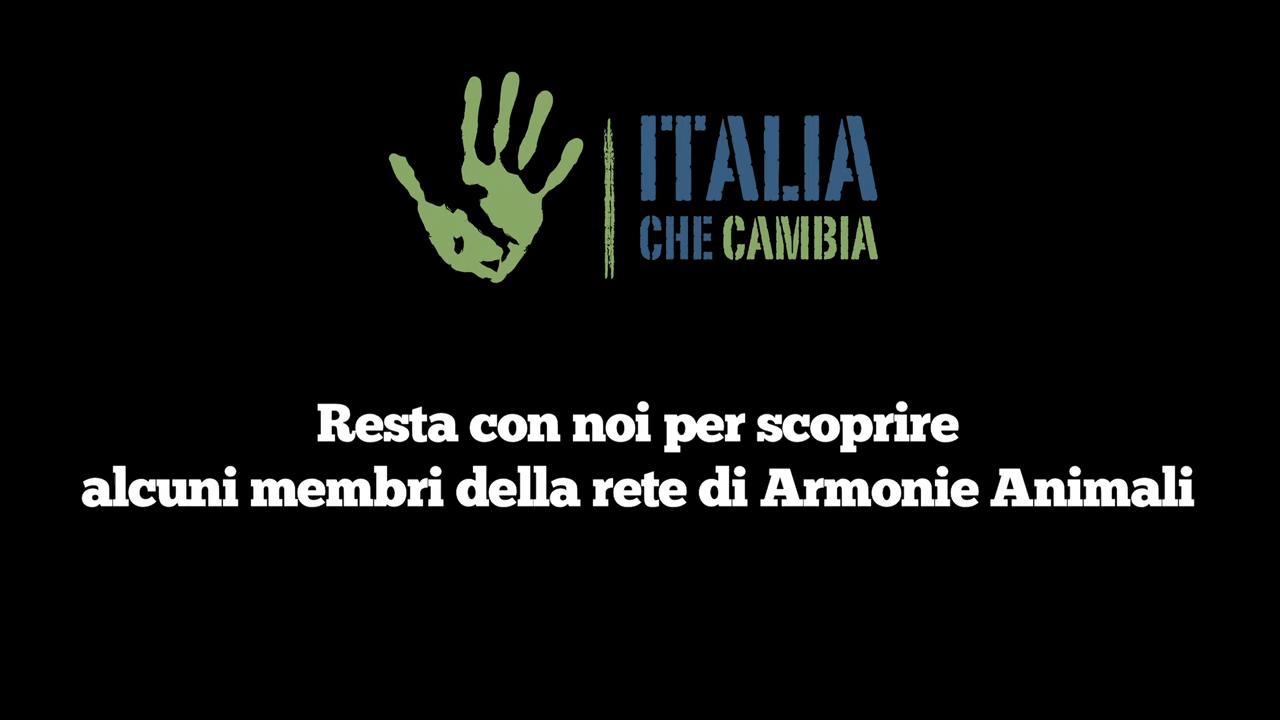 ITALIA
CHE CAMBIA
Resta con noi per scoprire
alcuni membri della rete di Armonie Animali